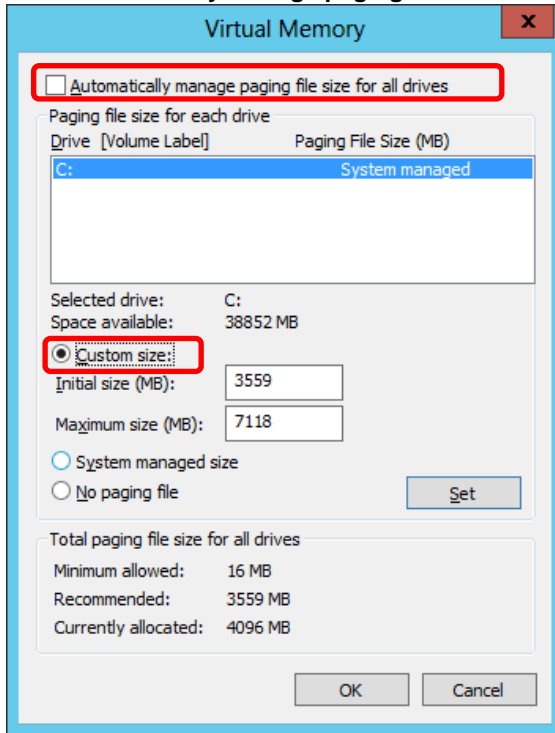 Virtual Memory
x
Automatically manage paging file size for all drives
Paging file size for each drive
Drive [Volume Label] Paging File Size (MB)
C: System managed
Selected drive: C:
Space available: 38852 MB
Custom size:
Initial size (MB): 3559
Maximum size (MB): 7118
System managed size
No paging file Set
Total paging file size for all drives
Minimum allowed: 16 MB
Recommended: 3559 MB
Currently allocated: 4096 MB
OK Cancel